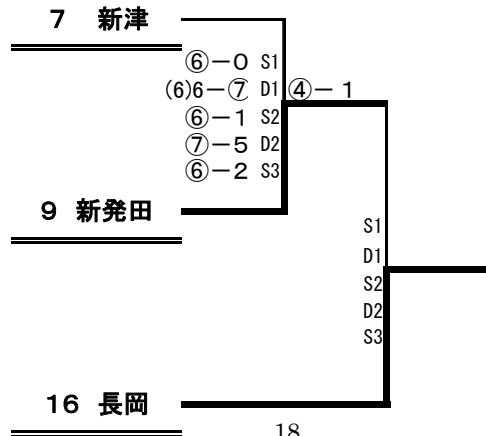 7 新津
⑥－0 S1
(6)6－⑦ D1 ④－1
⑥－1 S2
⑦－5 D2
⑥－2 S3
9 新発田
S1
D1
S2
D2
S3
16 長岡
18